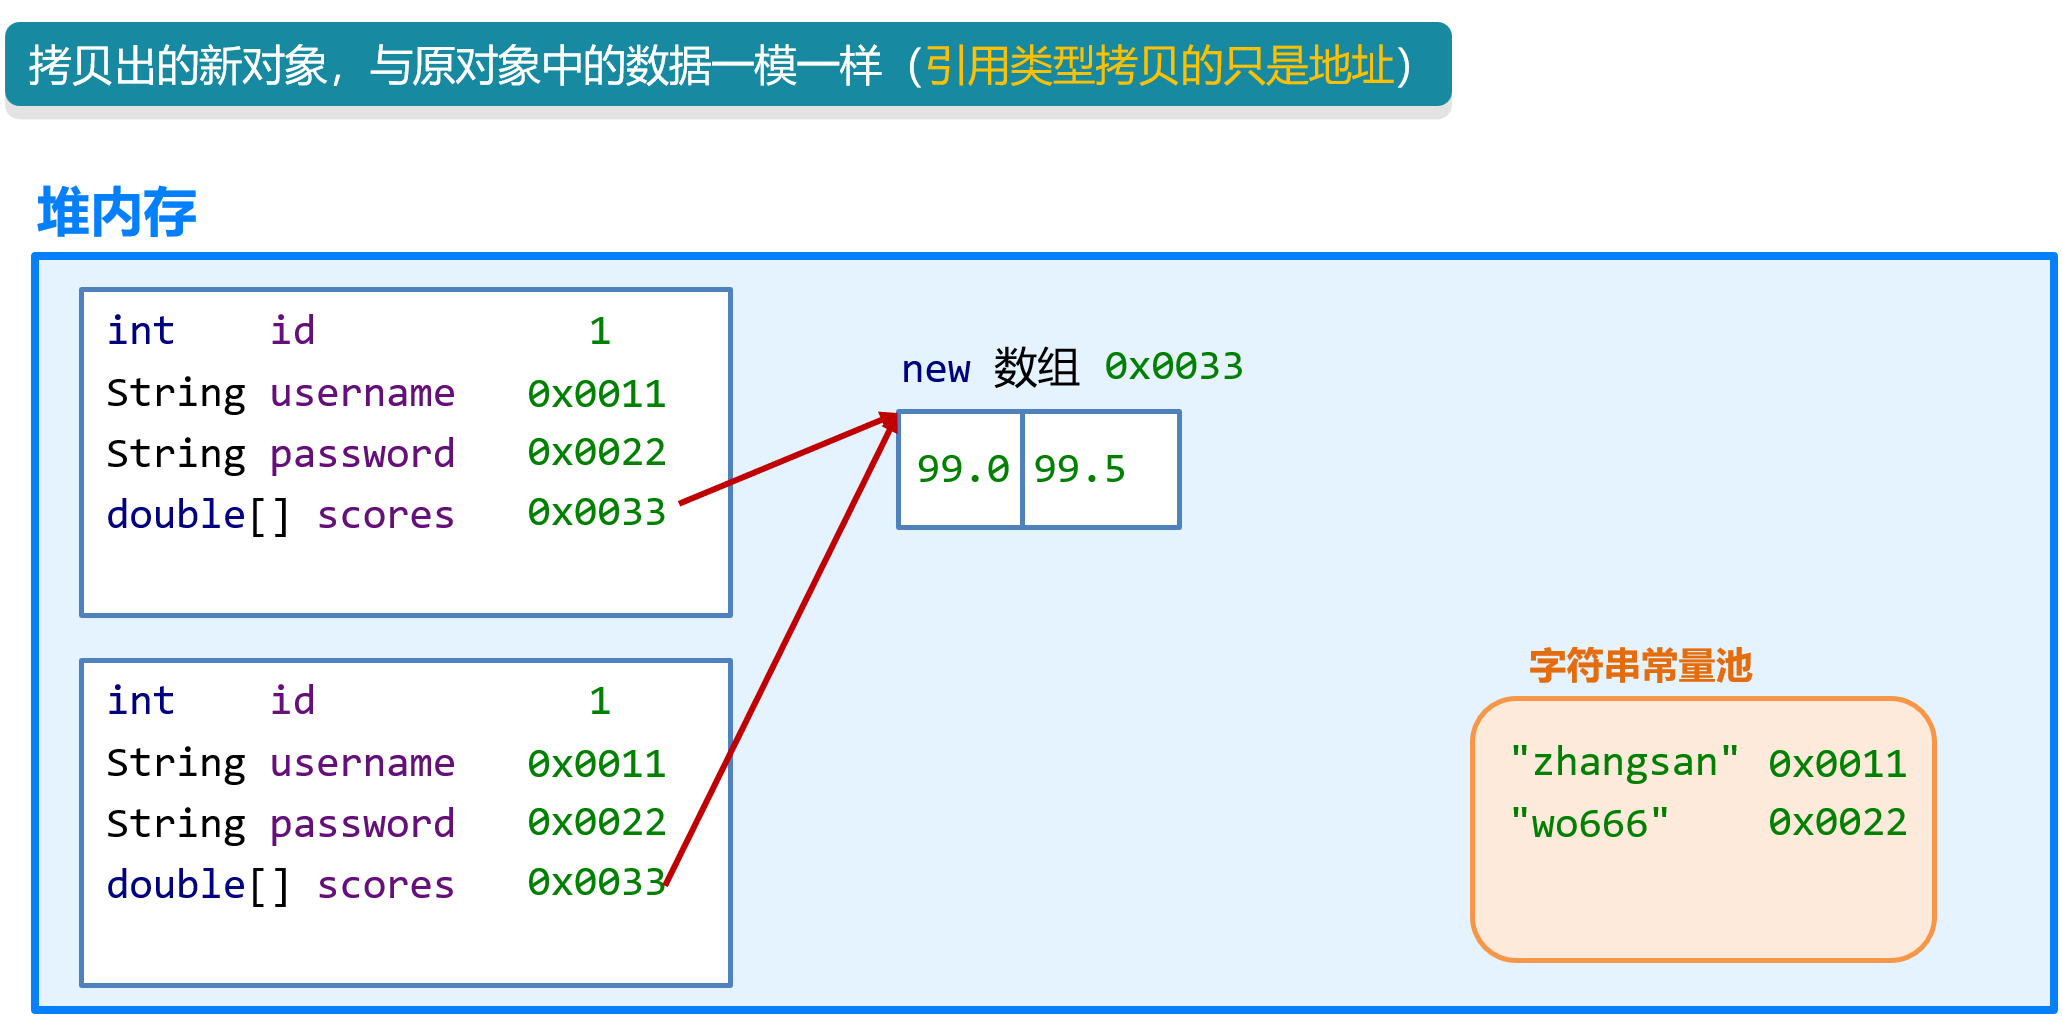 拷贝出的新对象，与原对象中的数据一模一样（引用类型拷贝的只是地址）
堆内存
int id 1
String username 0x0011
String password 0x0022
double[] scores 0x0033
new 数组 0x0033
99.0 99.5
int id 1
String username 0x0011
String password 0x0022
double[] scores 0x0033
字符串常量池
"zhangsan" 0x0011
"wo666" 0x0022